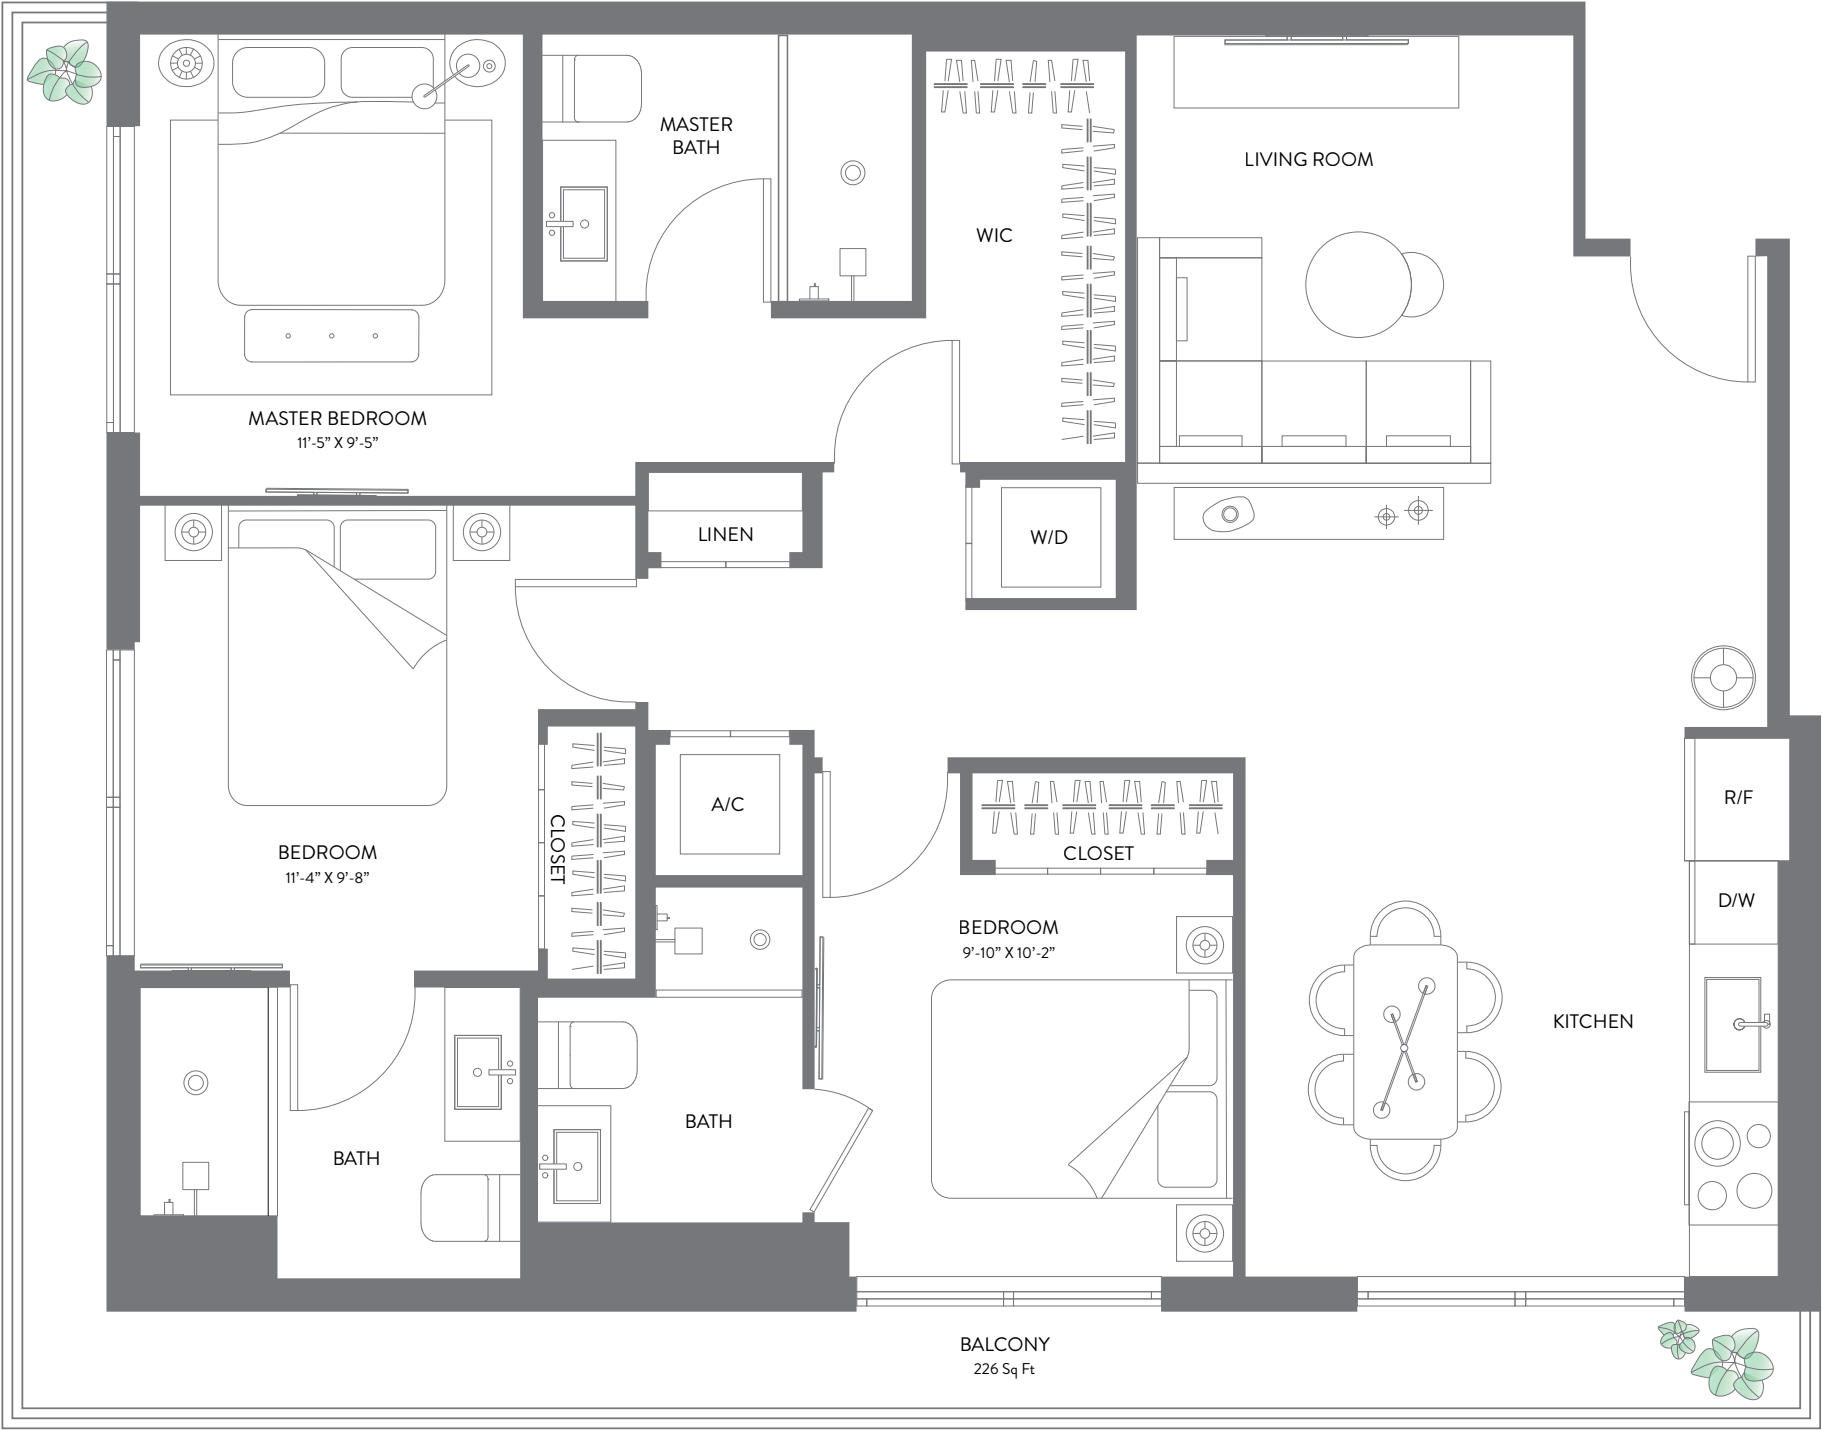 MASTER
BATH
LIVING ROOM
WIC
MASTER BEDROOM
11’-5” X 9’-5”
LINEN
W/D
A/C
R/F
CLOSET
BEDROOM
11’-4” X 9’-8”
CLOSET
D/W
BEDROOM
9’-10” X 10’-2”
KITCHEN
BATH
BATH
BALCONY
226 Sq Ft